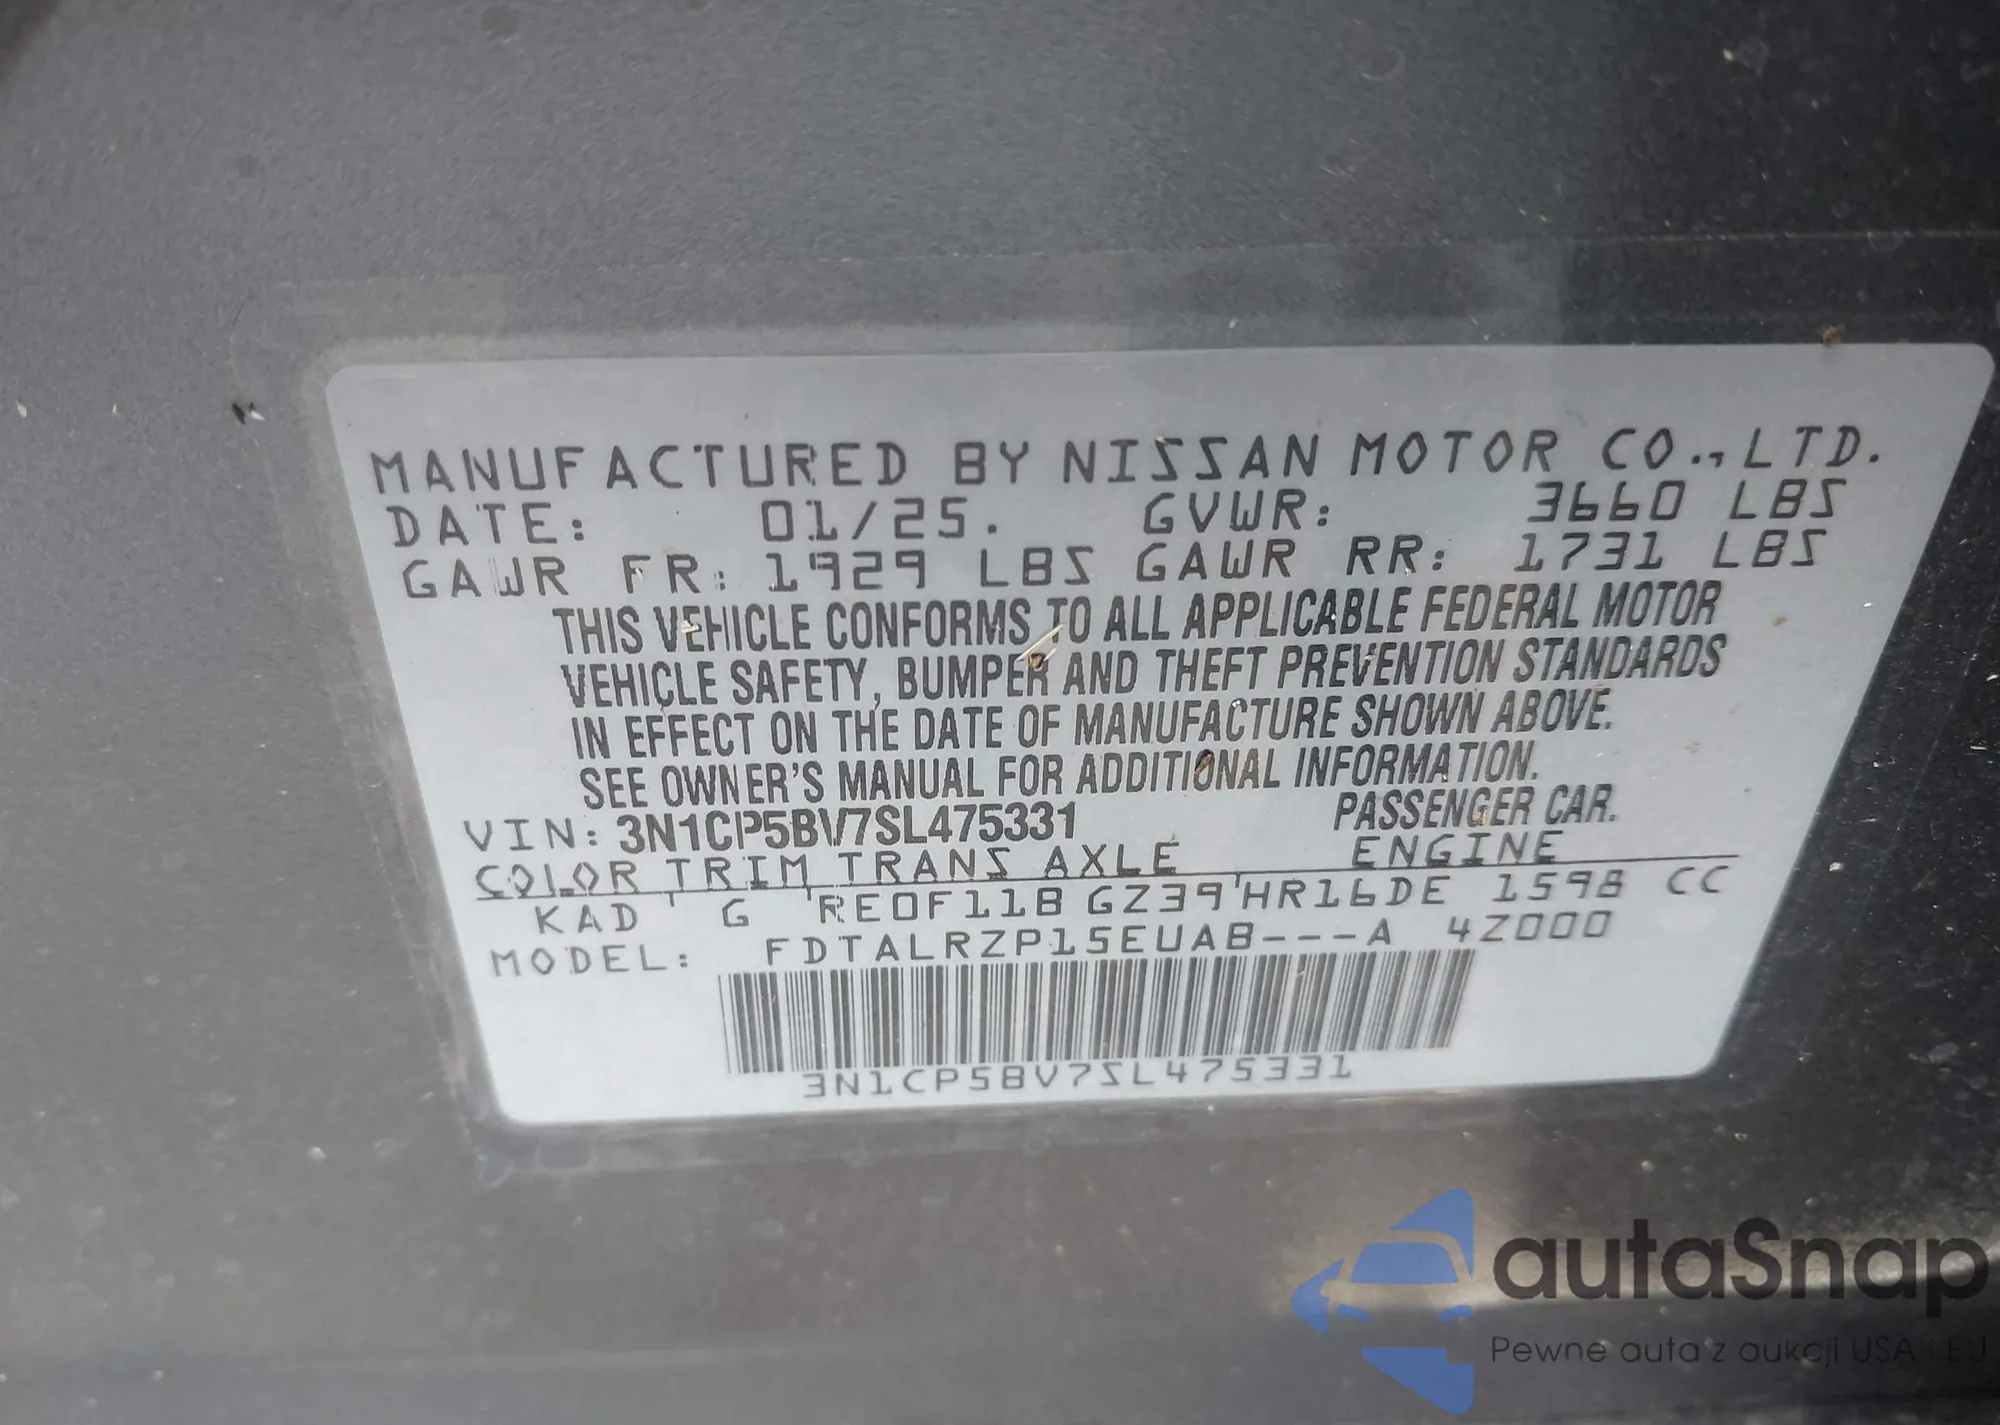 MANUFACTURED BY NISSAN MOTOR CO., LTD.
DATE: 01/25. GVWR: 3660 LBS
GAWR FR: 1929 LBS GAWR RR: 1731 LBS
THIS VEHICLE CONFORMS TO ALL APPLICABLE FEDERAL MOTOR
VEHICLE SAFETY, BUMPER AND THEFT PREVENTION STANDARDS
IN EFFECT ON THE DATE OF MANUFACTURE SHOWN ABOVE.
SEE OWNER'S MANUAL FOR ADDITIONAL INFORMATION.
VIN: 3N1CP5BV7SL475331 PASSENGER CAR.
COLOR TRIM TRANS AXLE ENGINE
KAD G RE0F11B GZ39 HR16DE 1598 CC
MODEL: FDTALRZP15EUAB---A 4Z000
3N1CP5BV7SL475331
autaSnap
Pewne auta z aukcji USA i EU